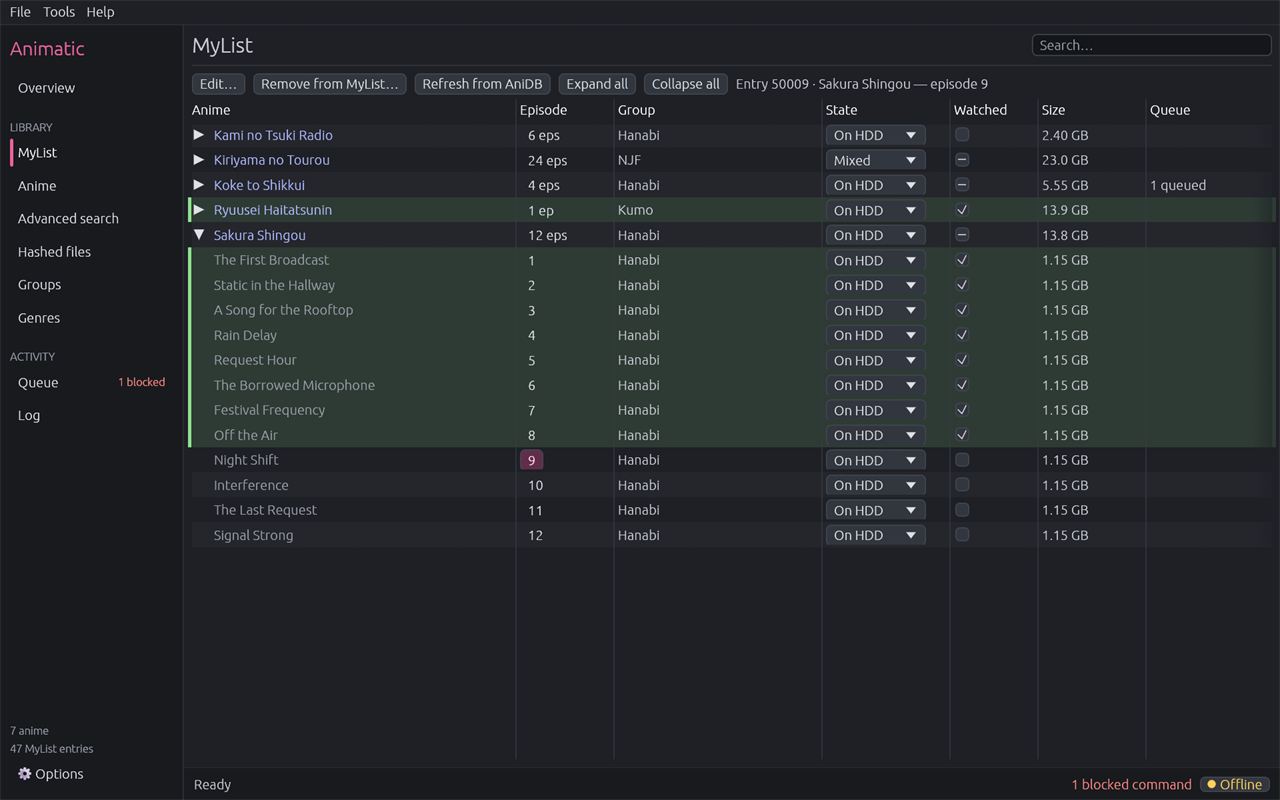 File Tools Help
Animatic
Overview
LIBRARY
MyList
Anime
Advanced search
Hashed files
Groups
Genres
ACTIVITY
Queue 1 blocked
Log
7 anime
47 MyList entries
Options
MyList Search...
Edit... Remove from MyList... Refresh from AniDB Expand all Collapse all Entry 50009 · Sakura Shingou — episode 9
Anime Episode Group State Watched Size Queue
Kami no Tsuki Radio 6 eps Hanabi On HDD 2.40 GB
Kiriyama no Tourou 24 eps NJF Mixed 23.0 GB
Koke to Shikkui 4 eps Hanabi On HDD 5.55 GB 1 queued
Ryuusei Haitatsunin 1 ep Kumo On HDD 13.9 GB
Sakura Shingou 12 eps Hanabi On HDD 13.8 GB
The First Broadcast 1 Hanabi On HDD 1.15 GB
Static in the Hallway 2 Hanabi On HDD 1.15 GB
A Song for the Rooftop 3 Hanabi On HDD 1.15 GB
Rain Delay 4 Hanabi On HDD 1.15 GB
Request Hour 5 Hanabi On HDD 1.15 GB
The Borrowed Microphone 6 Hanabi On HDD 1.15 GB
Festival Frequency 7 Hanabi On HDD 1.15 GB
Off the Air 8 Hanabi On HDD 1.15 GB
Night Shift 9 Hanabi On HDD 1.15 GB
Interference 10 Hanabi On HDD 1.15 GB
The Last Request 11 Hanabi On HDD 1.15 GB
Signal Strong 12 Hanabi On HDD 1.15 GB
Ready 1 blocked command Offline